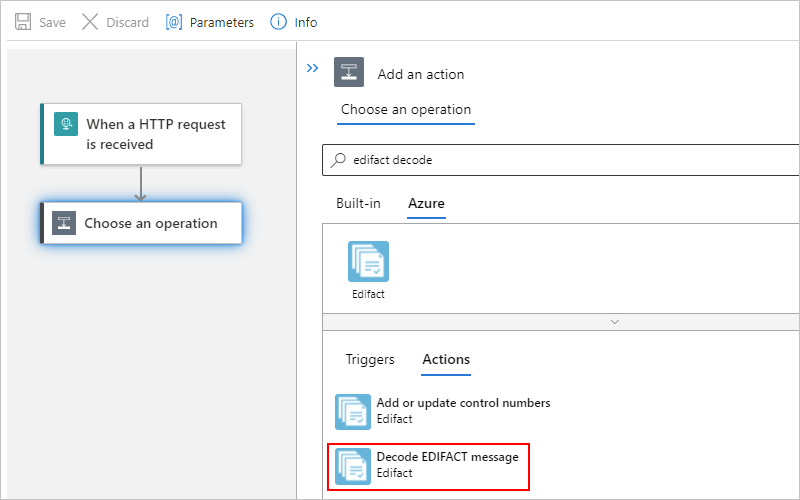 Save
Discard
Parameters
Info
When a HTTP request
is received
Choose an operation
Add an action
Choose an operation
edifact decode
Built-in
Azure
Edifact
Triggers
Actions
Add or update control numbers
Edifact
Decode EDIFACT message
Edifact